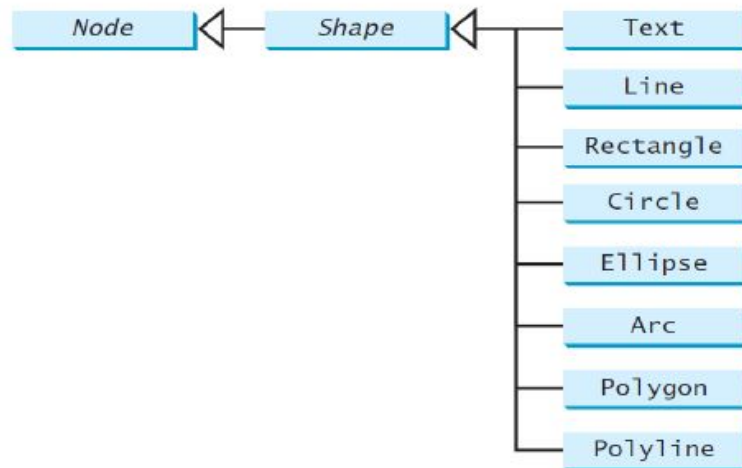 Node
Shape
Text
Line
Rectangle
Circle
Ellipse
Arc
Polygon
Polyline